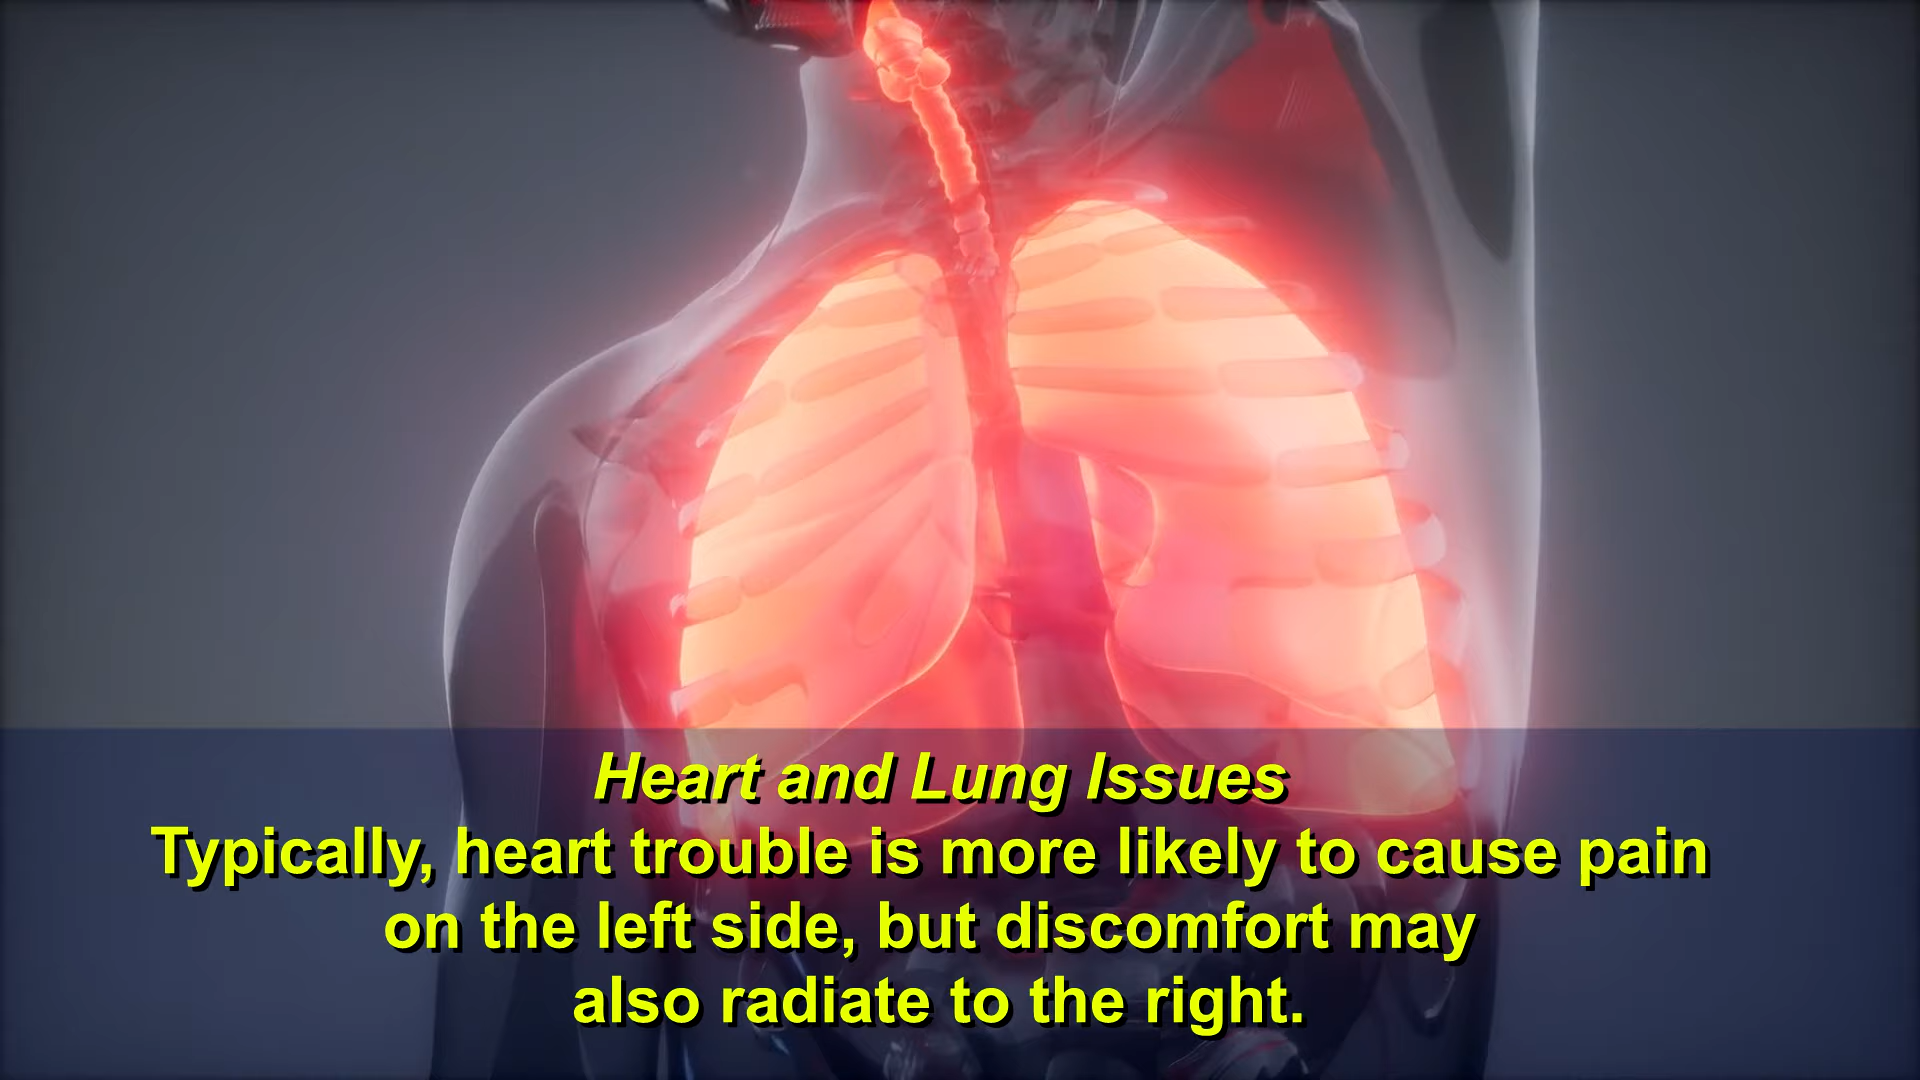 Heart and Lung Issues
Typically, heart trouble is more likely to cause pain
on the left side, but discomfort may
also radiate to the right.